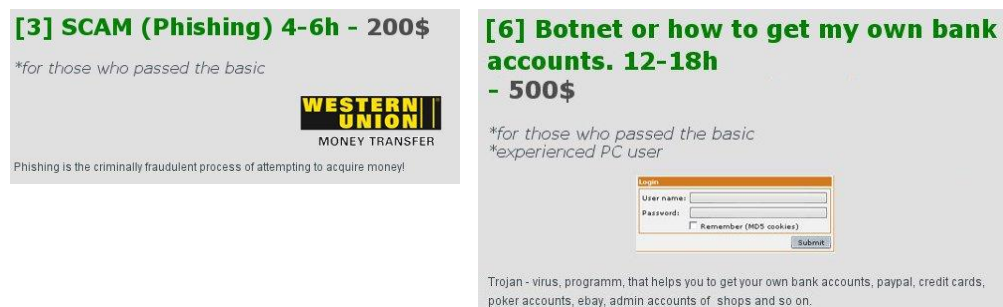 [3] SCAM (Phishing) 4-6h - 200$
*for those who passed the basic
WESTERN
UNION
MONEY TRANSFER
Phishing is the criminally fraudulent process of attempting to acquire money!
[6] Botnet or how to get my own bank
accounts. 12-18h
- 500$
*for those who passed the basic
*experienced PC user
Login
User name:
Password:
Remember (MD5 cookies)
Submit
Trojan - virus, programm, that helps you to get your own bank accounts, paypal, credit cards,
poker accounts, ebay, admin accounts of shops and so on.